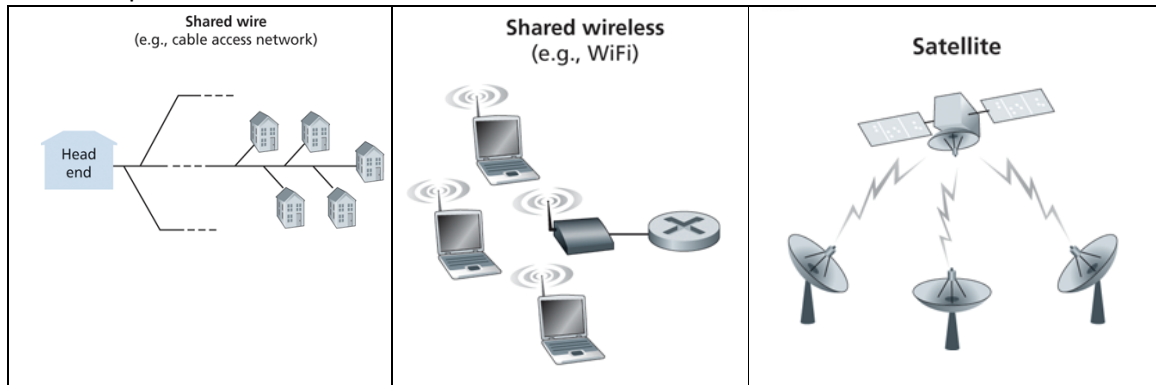 Shared wire
(e.g., cable access network)
Head
end
Shared wireless
(e.g., WiFi)
Satellite